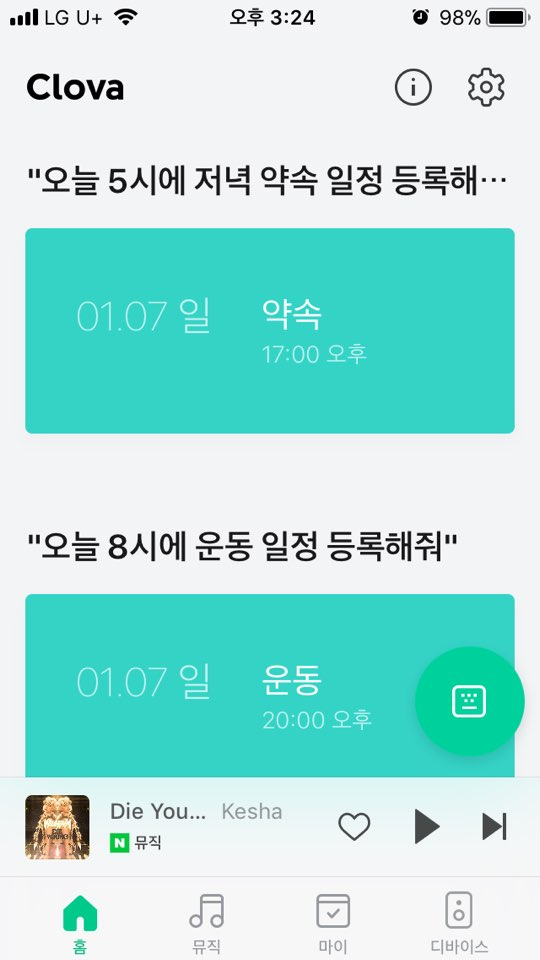 LG U+ 오후 3:24 98%
Clova
"오늘 5시에 저녁 약속 일정 등록해…
01.07 일 약속
17:00 오후
"오늘 8시에 운동 일정 등록해줘"
01.07 일 운동
20:00 오후
Die You... Kesha
N 뮤직
홈 뮤직 마이 디바이스